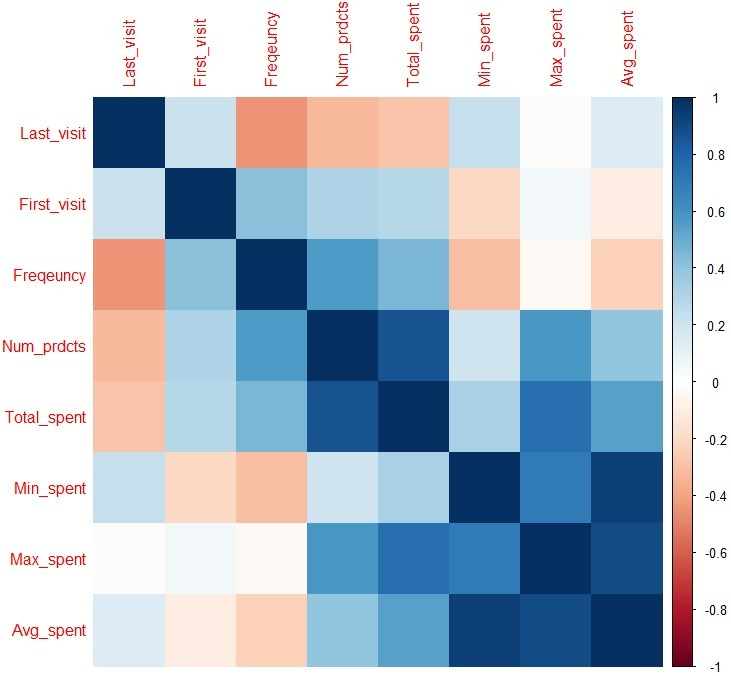 Last_visit
First_visit
Freqeuncy
Num_prdcts
Total_spent
Min_spent
Max_spent
Avg_spent
Last_visit
First_visit
Freqeuncy
Num_prdcts
Total_spent
Min_spent
Max_spent
Avg_spent
1
0.8
0.6
0.4
0.2
0
-0.2
-0.4
-0.6
-0.8
-1